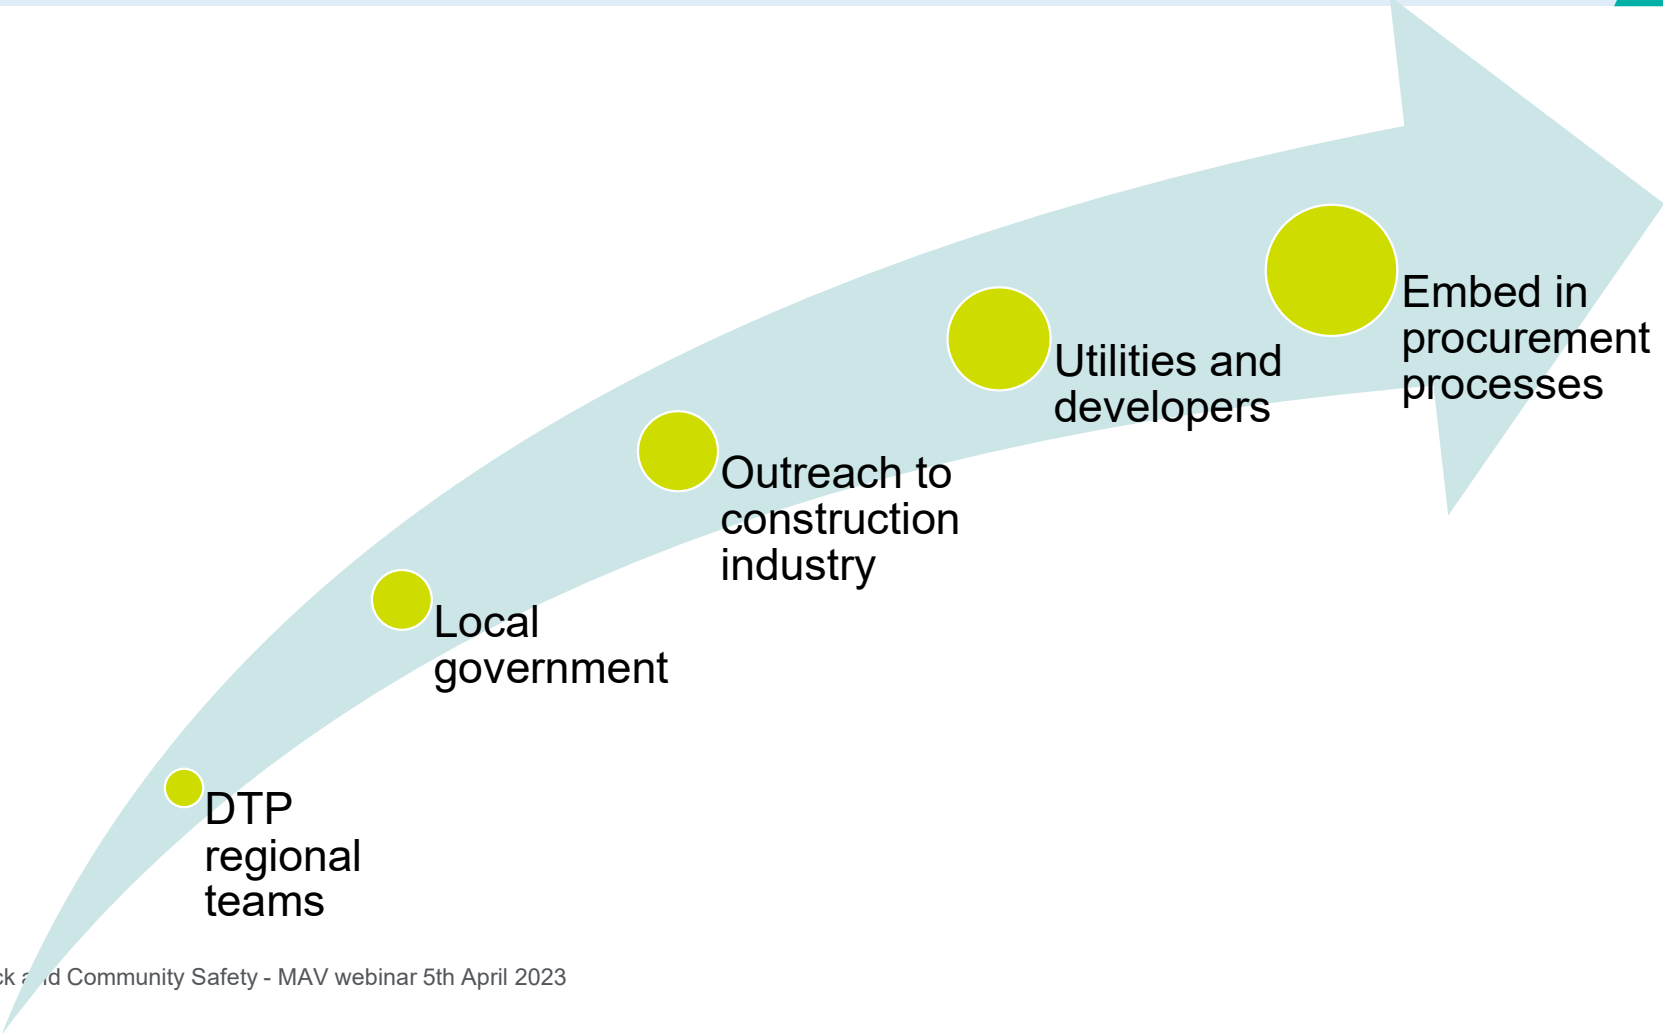 Embed in
procurement
processes
Utilities and
developers
Outreach to
construction
industry
Local
government
DTP
regional
teams
and Community Safety - MAV webinar 5th April 2023